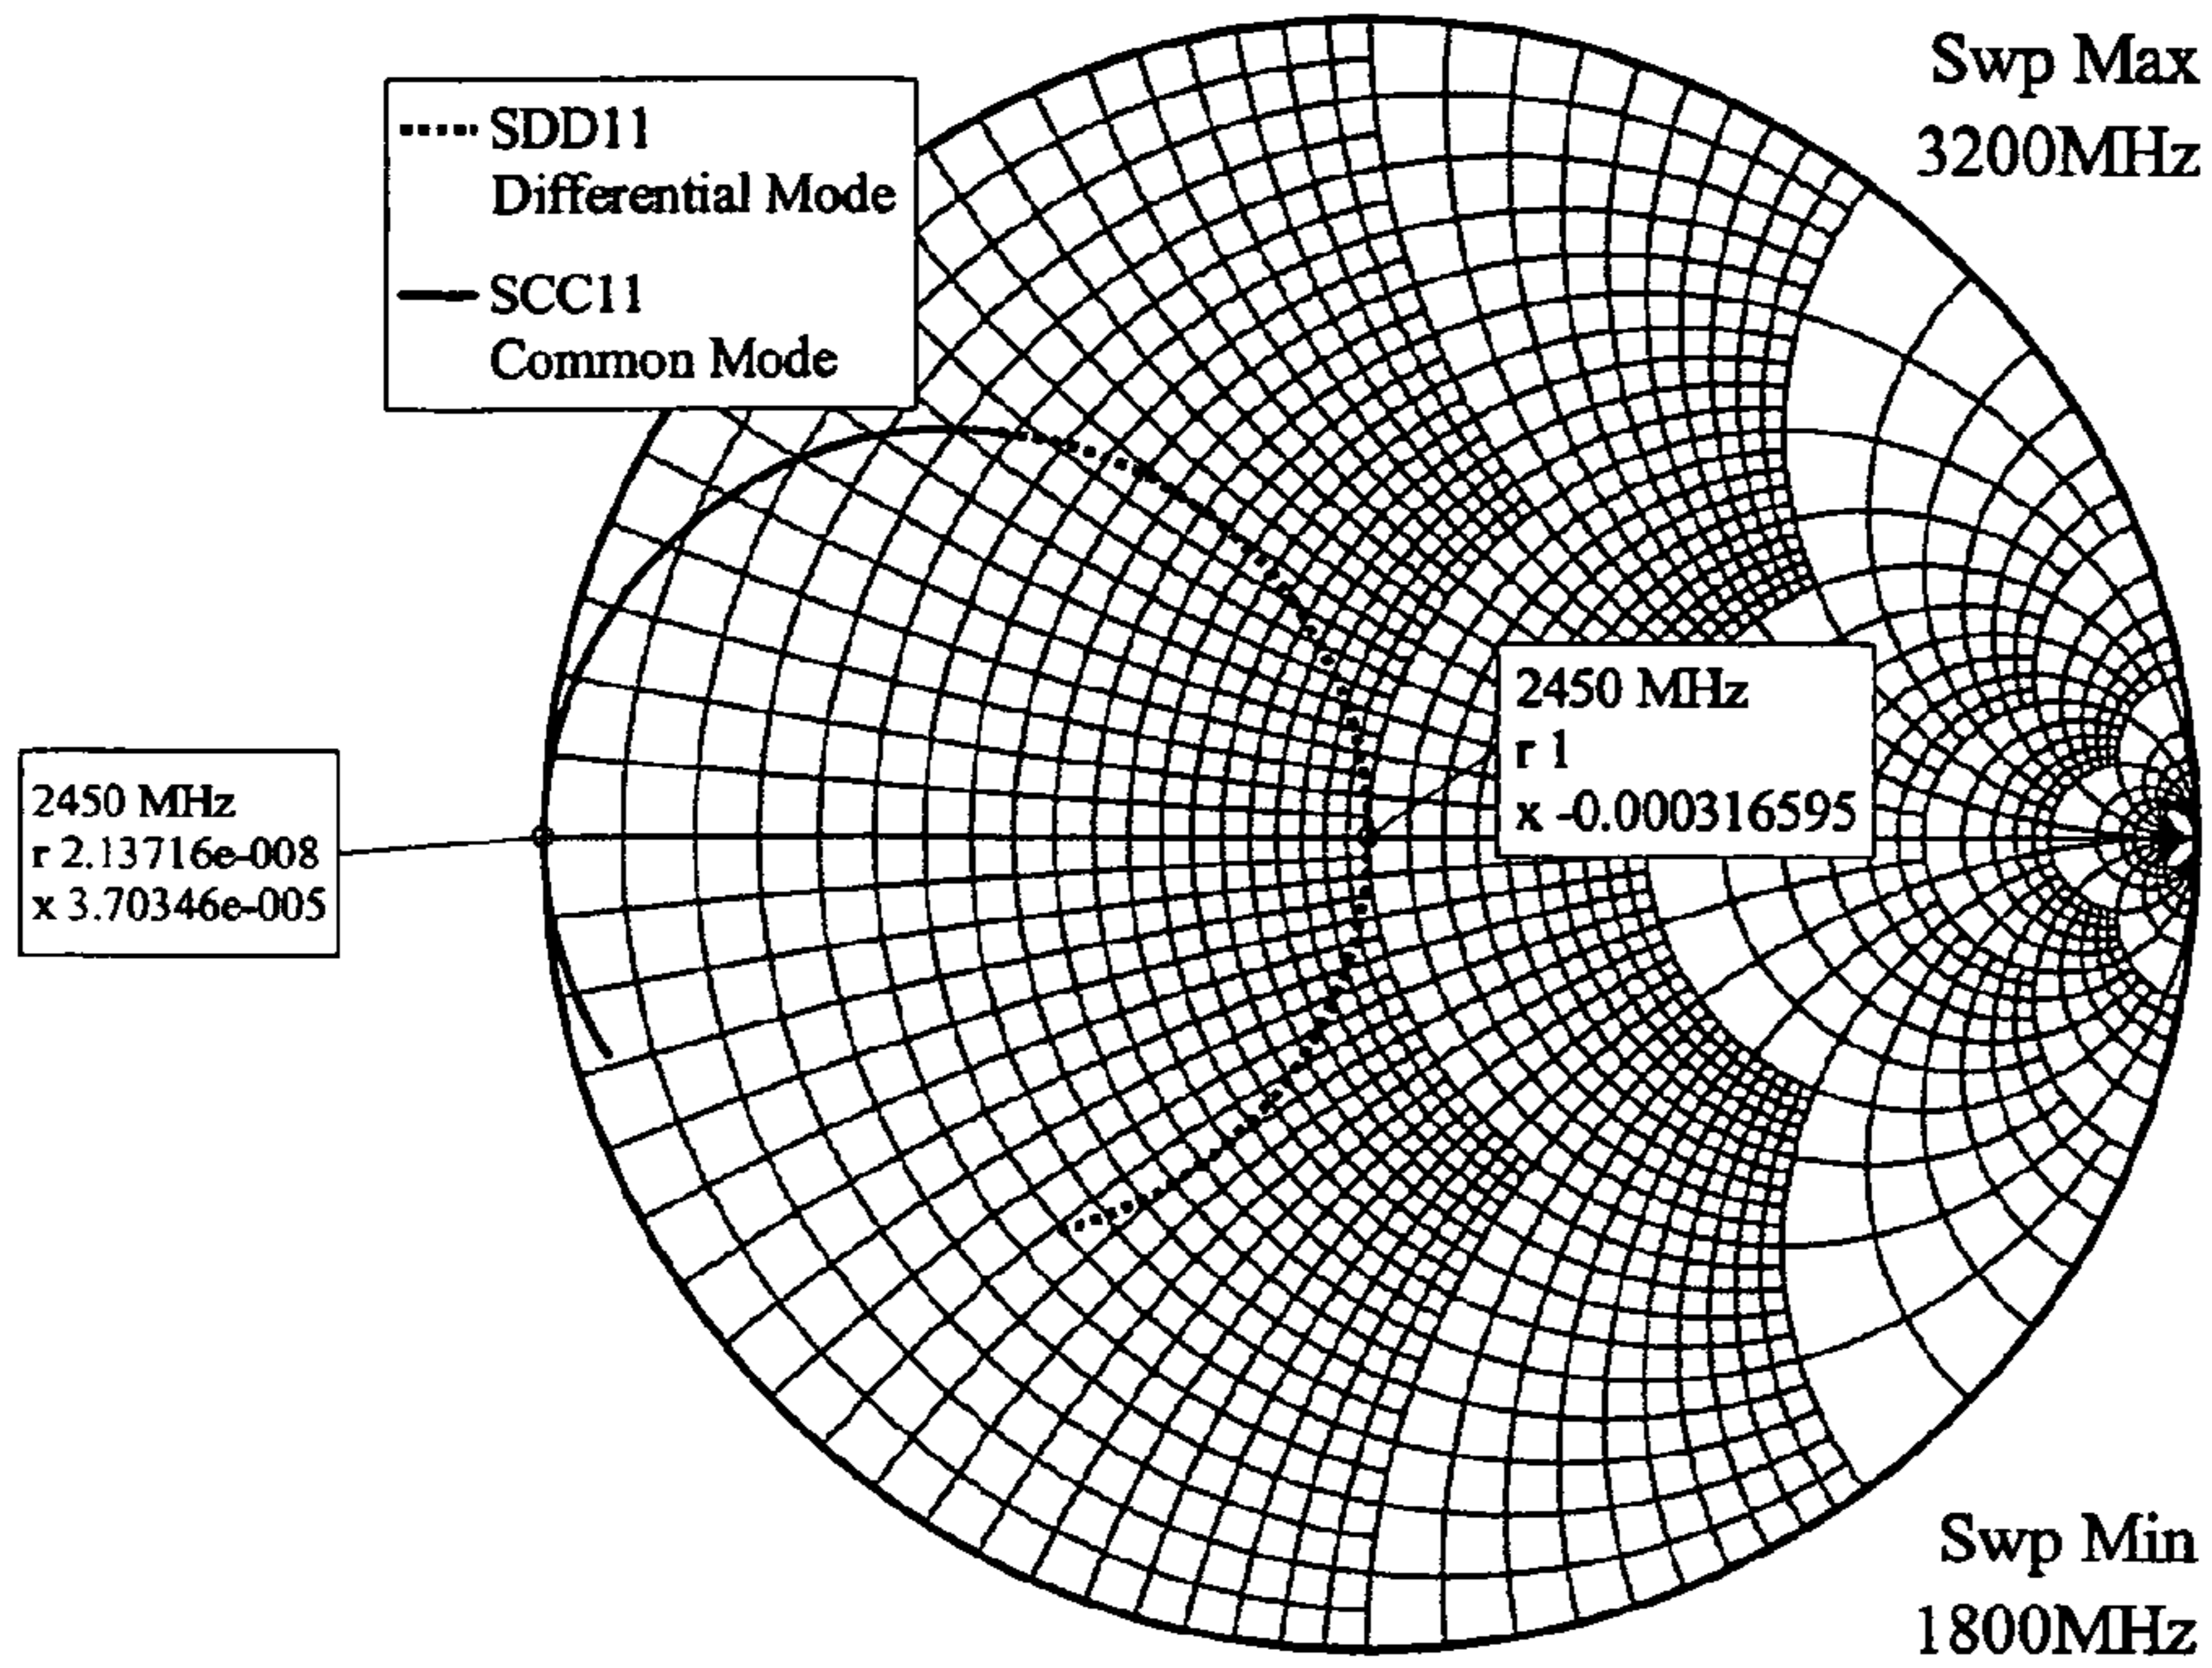 Swp Max
3200MHz
SDD11
Differential Mode
SCC11
Common Mode
2450 MHz
r 1
x -0.000316595
2450 MHz
r 2.13716e-008
x 3.70346e-005
Swp Min
1800MHz